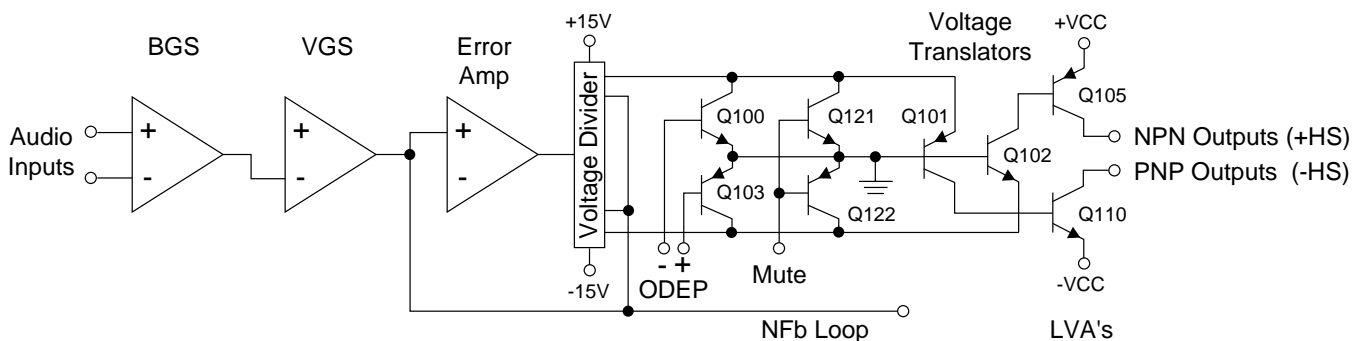 BGS
VGS
Error
Amp
+15V
Voltage
Translators
+VCC
Audio
Inputs
+
-
+
-
+
-
Voltage Divider
Q100
Q121
Q101
Q105
Q102
NPN Outputs (+HS)
PNP Outputs (-HS)
Q103
Q122
Q110
-15V
- +
ODEP
Mute
-VCC
NFb Loop
LVA's